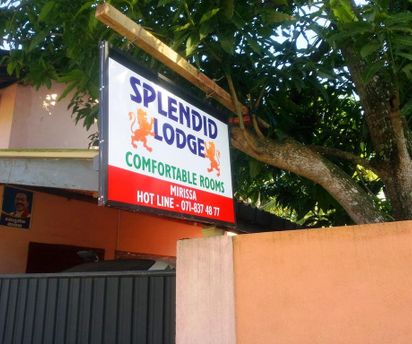 SPLENDID
LODGE
COMFORTABLE ROOMS
MIRISSA
HOT LINE - 071-837 48 77